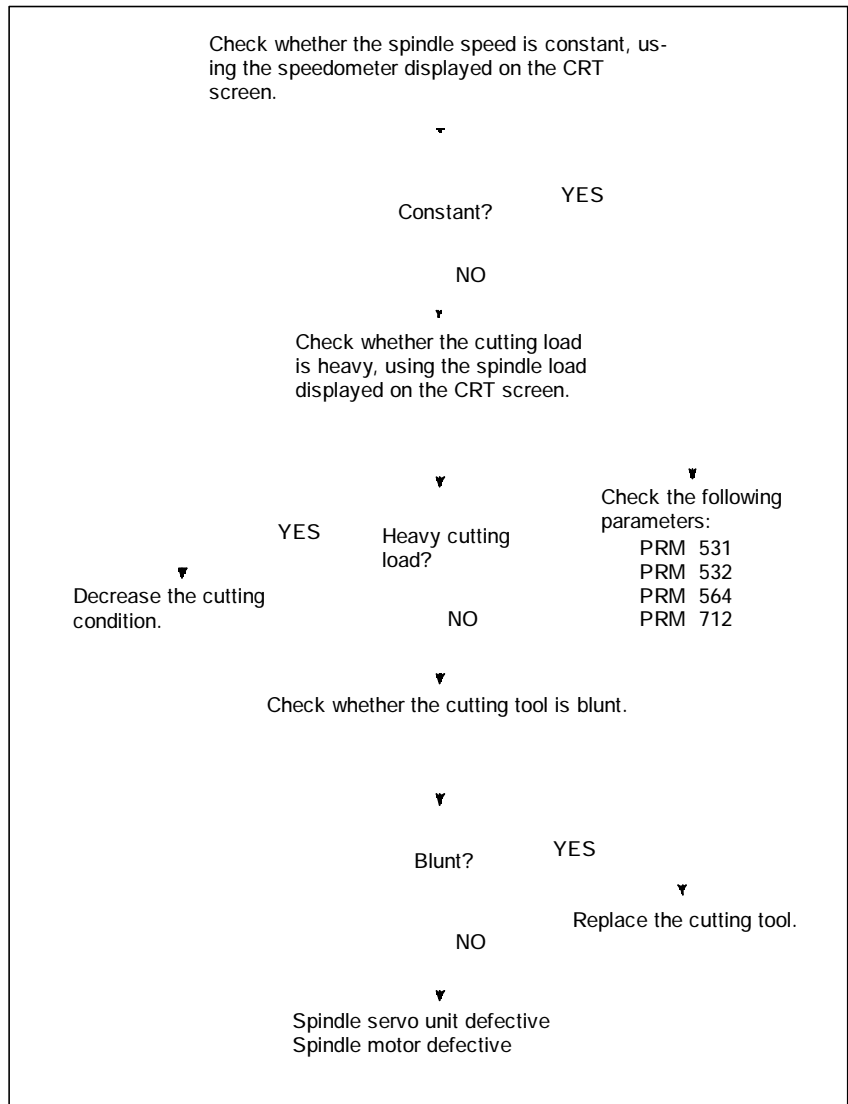 Check whether the spindle speed is constant, us-
ing the speedometer displayed on the CRT
screen.
YES
Constant?
NO
Check whether the cutting load
is heavy, using the spindle load
displayed on the CRT screen.
Check the following
parameters:
PRM 531
PRM 532
PRM 564
PRM 712
YES
Heavy cutting
load?
Decrease the cutting
condition.
NO
Check whether the cutting tool is blunt.
YES
Blunt?
Replace the cutting tool.
NO
Spindle servo unit defective
Spindle motor defective